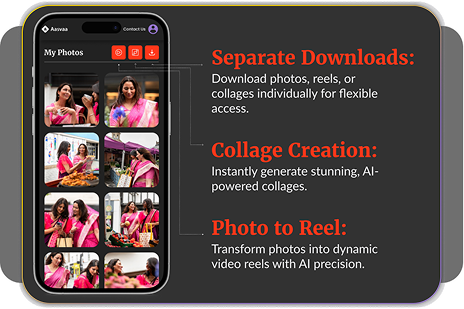 Aasvaa
Contact Us
My Photos
Separate Downloads:
Download photos, reels, or
collages individually for flexible
access.
Collage Creation:
Instantly generate stunning, AI-
powered collages.
Photo to Reel:
Transform photos into dynamic
video reels with AI precision.